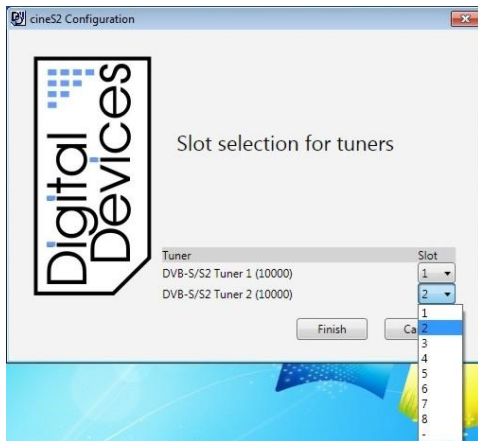 cineS2 Configuration
Digital
Devices
Slot selection for tuners
Tuner Slot
DVB-S/S2 Tuner 1 (10000) 1
DVB-S/S2 Tuner 2 (10000) 2
Finish Ca
1
2
3
4
5
6
7
8
-